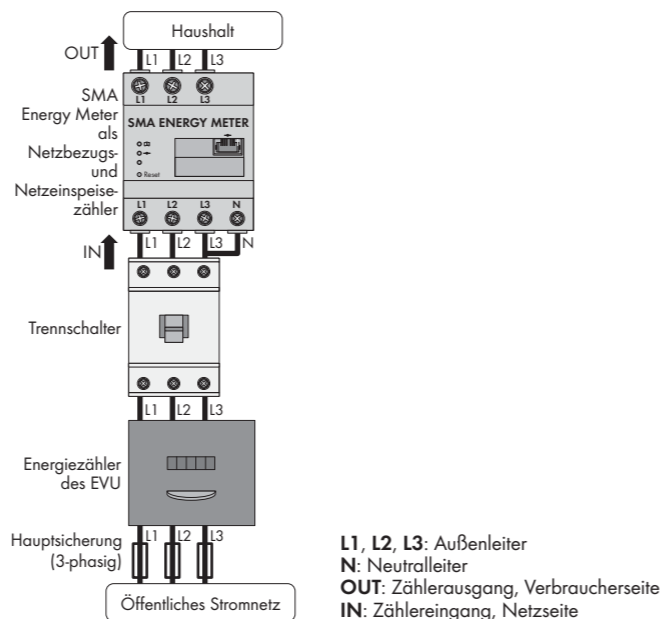 Haushalt
OUT
L1 L2 L3
SMA
Energy Meter
als
Netzbezugs-
und
Netzeinspeise-
zähler
L1 L2 L3
SMA ENERGY METER
Reset
L1 L2 L3 N
IN
L1 L2 L3 N
Trennschalter
L1 L2 L3
Energiezähler
des EVU
Hauptsicherung
(3-phasig)
L1 L2 L3
Öffentliches Stromnetz
L1, L2, L3: Außenleiter
N: Neutralleiter
OUT: Zählerausgang, Verbraucherseite
IN: Zählereingang, Netzseite